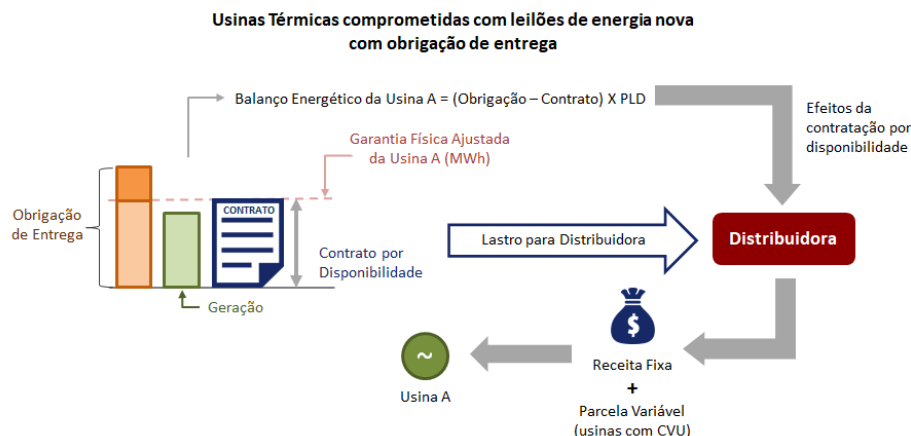 Usinas Térmicas comprometidas com leilões de energia nova
com obrigação de entrega
Balanço Energético da Usina A = (Obrigação – Contrato) X PLD
Efeitos da
contratação por
disponibilidade
Garantia Física Ajustada
da Usina A (MWh)
Obrigação
de Entrega
CONTRATO
Contrato por
Disponibilidade
Lastro para Distribuidora
Distribuidora
Geração
$
~
Usina A
Receita Fixa
+
Parcela Variável
(usinas com CVU)